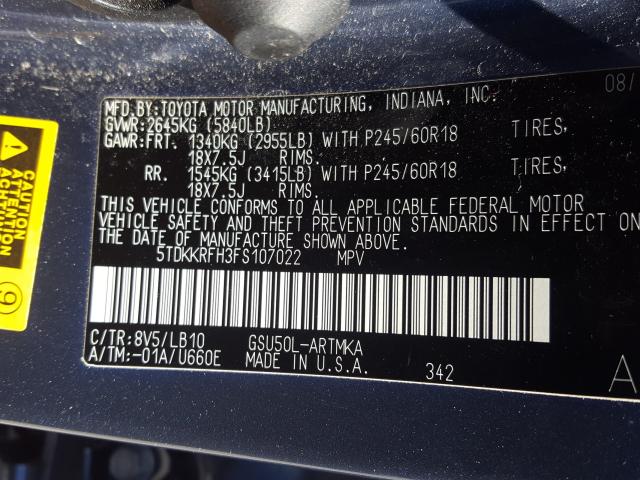 MFD.BY:TOYOTA MOTOR MANUFACTURING, INDIANA, INC. 08/
GVWR:2645KG (5840LB)
GAWR:FRT. 1340KG (2955LB) WITH P245/60R18 TIRES,
18X7.5J RIMS.
RR. 1545KG (3415LB) WITH P245/60R18 TIRES,
18X7.5J RIMS.
THIS VEHICLE CONFORMS TO ALL APPLICABLE FEDERAL MOTOR
VEHICLE SAFETY AND THEFT PREVENTION STANDARDS IN EFFECT ON
THE DATE OF MANUFACTURE SHOWN ABOVE.
5TDKKRFH3FS107022 MPV
C/TR:8V5/LB10 GSU50L-ARTMKA
A/TM:-01A/U660E MADE IN U.S.A. 342
A
CAUTION
ATTENTION
9